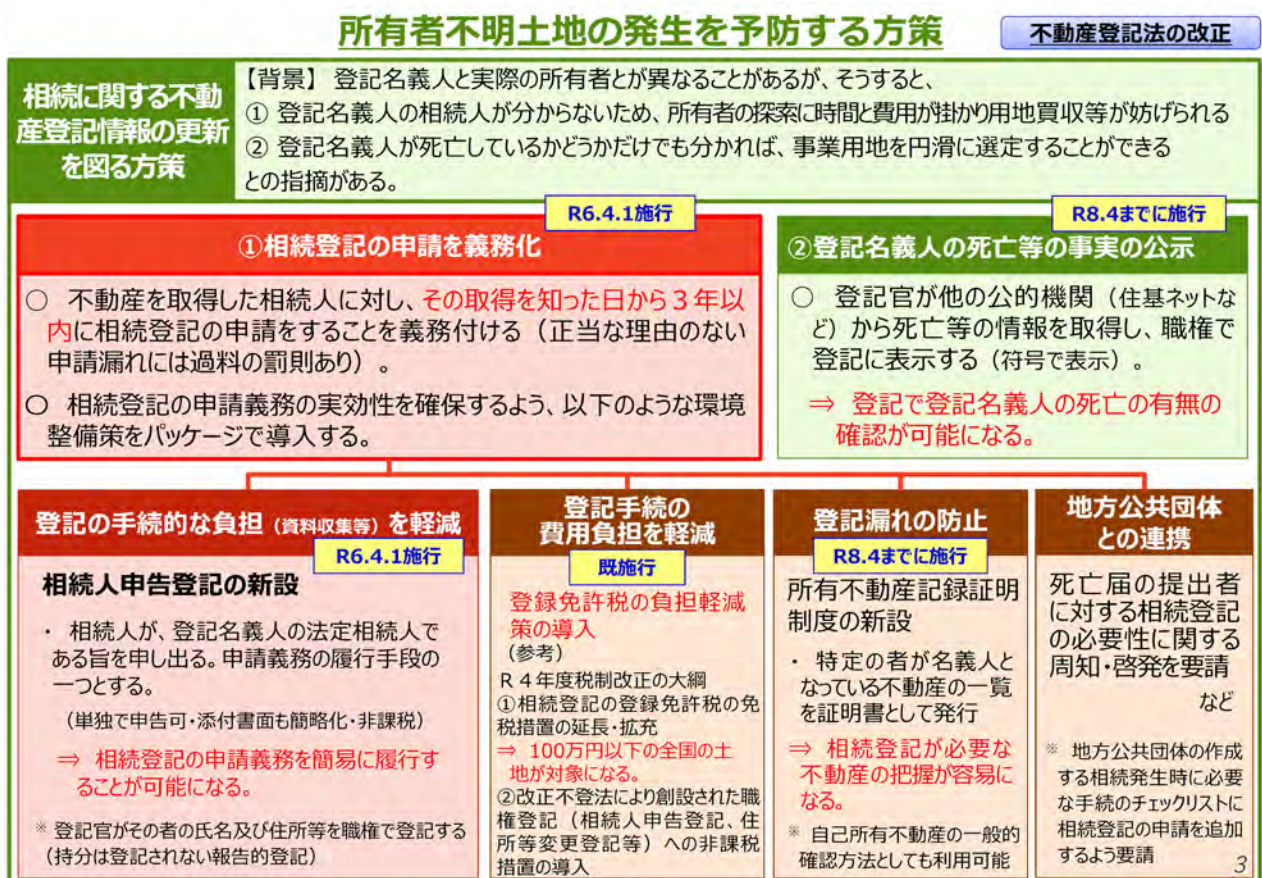 所有者不明土地の発生を予防する方策
不動産登記法の改正
相続に関する不動
産登記情報の更新
を図る方策
【背景】 登記名義人と実際の所有者とが異なることがあるが、そうすると、
① 登記名義人の相続人が分からないため、所有者の探索に時間と費用が掛かり用地買収等が妨げられる
② 登記名義人が死亡しているかどうかだけでも分かれば、事業用地を円滑に選定することができる
との指摘がある。
R6.4.1施行
①相続登記の申請を義務化
○ 不動産を取得した相続人に対し、その取得を知った日から3年以
内に相続登記の申請をすることを義務付ける(正当な理由のない
申請漏れには過料の罰則あり)。
○ 相続登記の申請義務の実効性を確保するよう、以下のような環境
整備策をパッケージで導入する。
R8.4までに施行
②登記名義人の死亡等の事実の公示
○ 登記官が他の公的機関(住基ネットな
ど)から死亡等の情報を取得し、職権で
登記に表示する(符号で表示)。
⇒ 登記で登記名義人の死亡の有無の
確認が可能になる。
登記の手続的な負担(資料収集等)を軽減
R6.4.1施行
相続人申告登記の新設
・ 相続人が、登記名義人の法定相続人で
ある旨を申し出る。申請義務の履行手段の
一つとする。
(単独で申告可・添付書面も簡略化・非課税)
⇒ 相続登記の申請義務を簡易に履行す
ることが可能になる。
※ 登記官がその者の氏名及び住所等を職権で登記する
(持分は登記されない報告的登記)
登記手続の
費用負担を軽減
既施行
登録免許税の負担軽減
策の導入
(参考)
R4年度税制改正の大綱
①相続登記の登録免許税の免
税措置の延長・拡充
⇒ 100万円以下の全国の土
地が対象になる。
②改正不登法により創設された職
権登記(相続人申告登記、住
所等変更登記等)への非課税
措置の導入
登記漏れの防止
R8.4までに施行
所有不動産記録証明
制度の新設
・ 特定の者が名義人と
なっている不動産の一覧
を証明書として発行
⇒ 相続登記が必要な
不動産の把握が容易に
なる。
※ 自己所有不動産の一般的
確認方法としても利用可能
地方公共団体
との連携
死亡届の提出者
に対する相続登記
の必要性に関する
周知・啓発を要請
など
※ 地方公共団体の作成
する相続発生時に必要
な手続のチェックリストに
相続登記の申請を追加
するよう要請
3